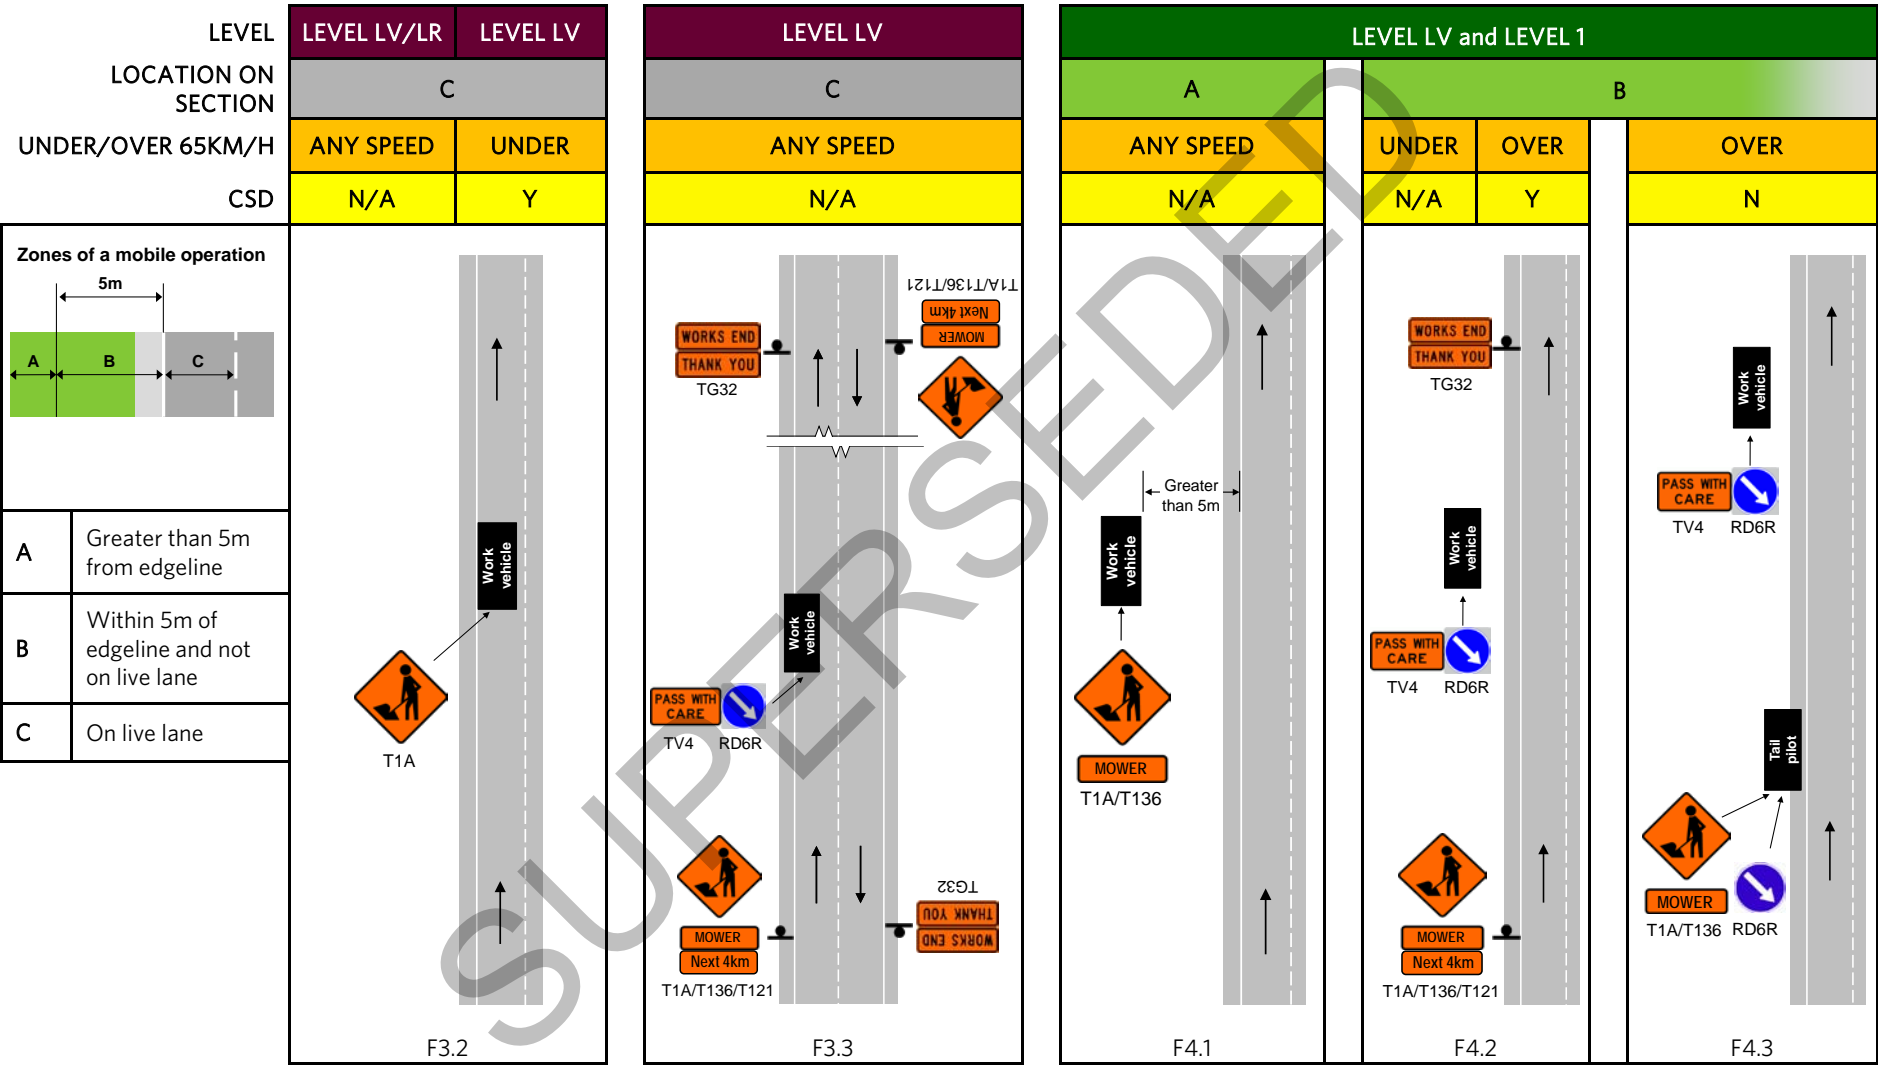 LEVEL
LEVEL LV/LR
LEVEL LV
LEVEL LV
LEVEL LV and LEVEL 1
LOCATION ON
SECTION
C
C
A
B
UNDER/OVER 65KM/H
ANY SPEED
UNDER
ANY SPEED
ANY SPEED
UNDER
OVER
OVER
CSD
N/A
Y
N/A
N/A
N/A
Y
N
Zones of a mobile operation
5m
A
B
C
A
Greater than 5m
from edgeline
B
Within 5m of
edgeline and not
on live lane
C
On live lane
Work
vehicle
T1A
F3.2
T1A/T136/T121
Next 4km
MOWER
WORKS END
THANK YOU
TG32
Work
vehicle
PASS WITH
CARE
TV4
RD6R
TG32
THANK YOU
WORKS END
MOWER
Next 4km
T1A/T136/T121
F3.3
Greater
than 5m
Work
vehicle
MOWER
T1A/T136
F4.1
WORKS END
THANK YOU
TG32
Work
vehicle
PASS WITH
CARE
TV4
RD6R
MOWER
Next 4km
T1A/T136/T121
F4.2
Work
vehicle
PASS WITH
CARE
TV4
RD6R
Tail
pilot
MOWER
T1A/T136
RD6R
F4.3
SUPERSEDED